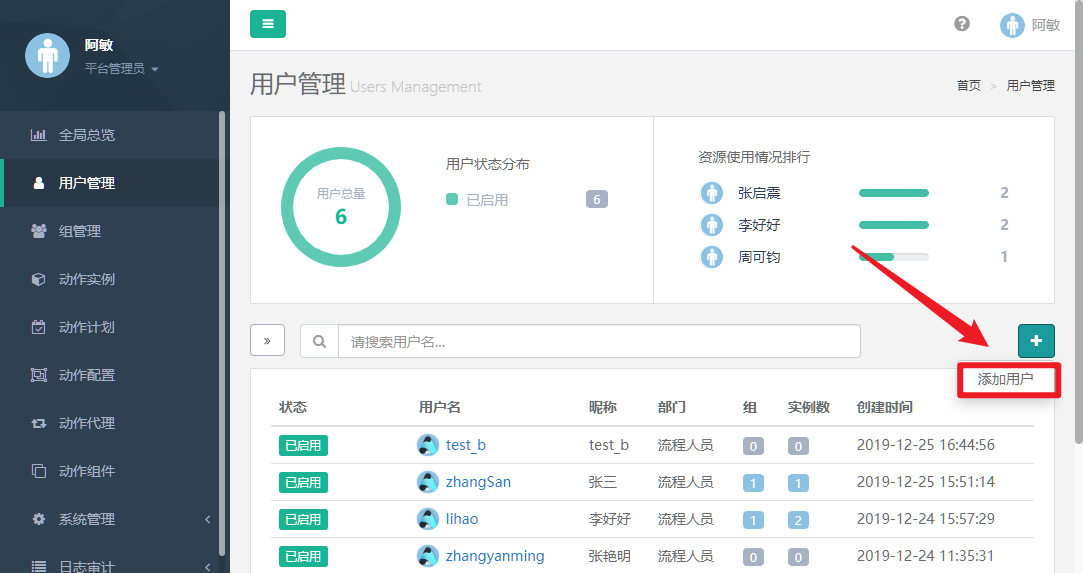 阿敏
平台管理员
全局总览
用户管理
组管理
动作实例
动作计划
动作配置
动作代理
动作组件
系统管理
日志审计
阿敏
用户管理 Users Management
首页 > 用户管理
用户总量
6
用户状态分布
已启用 6
资源使用情况排行
张启震 2
李好好 2
周可钧 1
» 请搜索用户名...
添加用户
状态 用户名 昵称 部门 组 实例数 创建时间
已启用 test_b test_b 流程人员 0 0 2019-12-25 16:44:56
已启用 zhangSan 张三 流程人员 1 1 2019-12-25 15:51:14
已启用 lihao 李好好 流程人员 1 2 2019-12-24 15:57:29
已启用 zhangyanming 张艳明 流程人员 0 0 2019-12-24 11:35:31